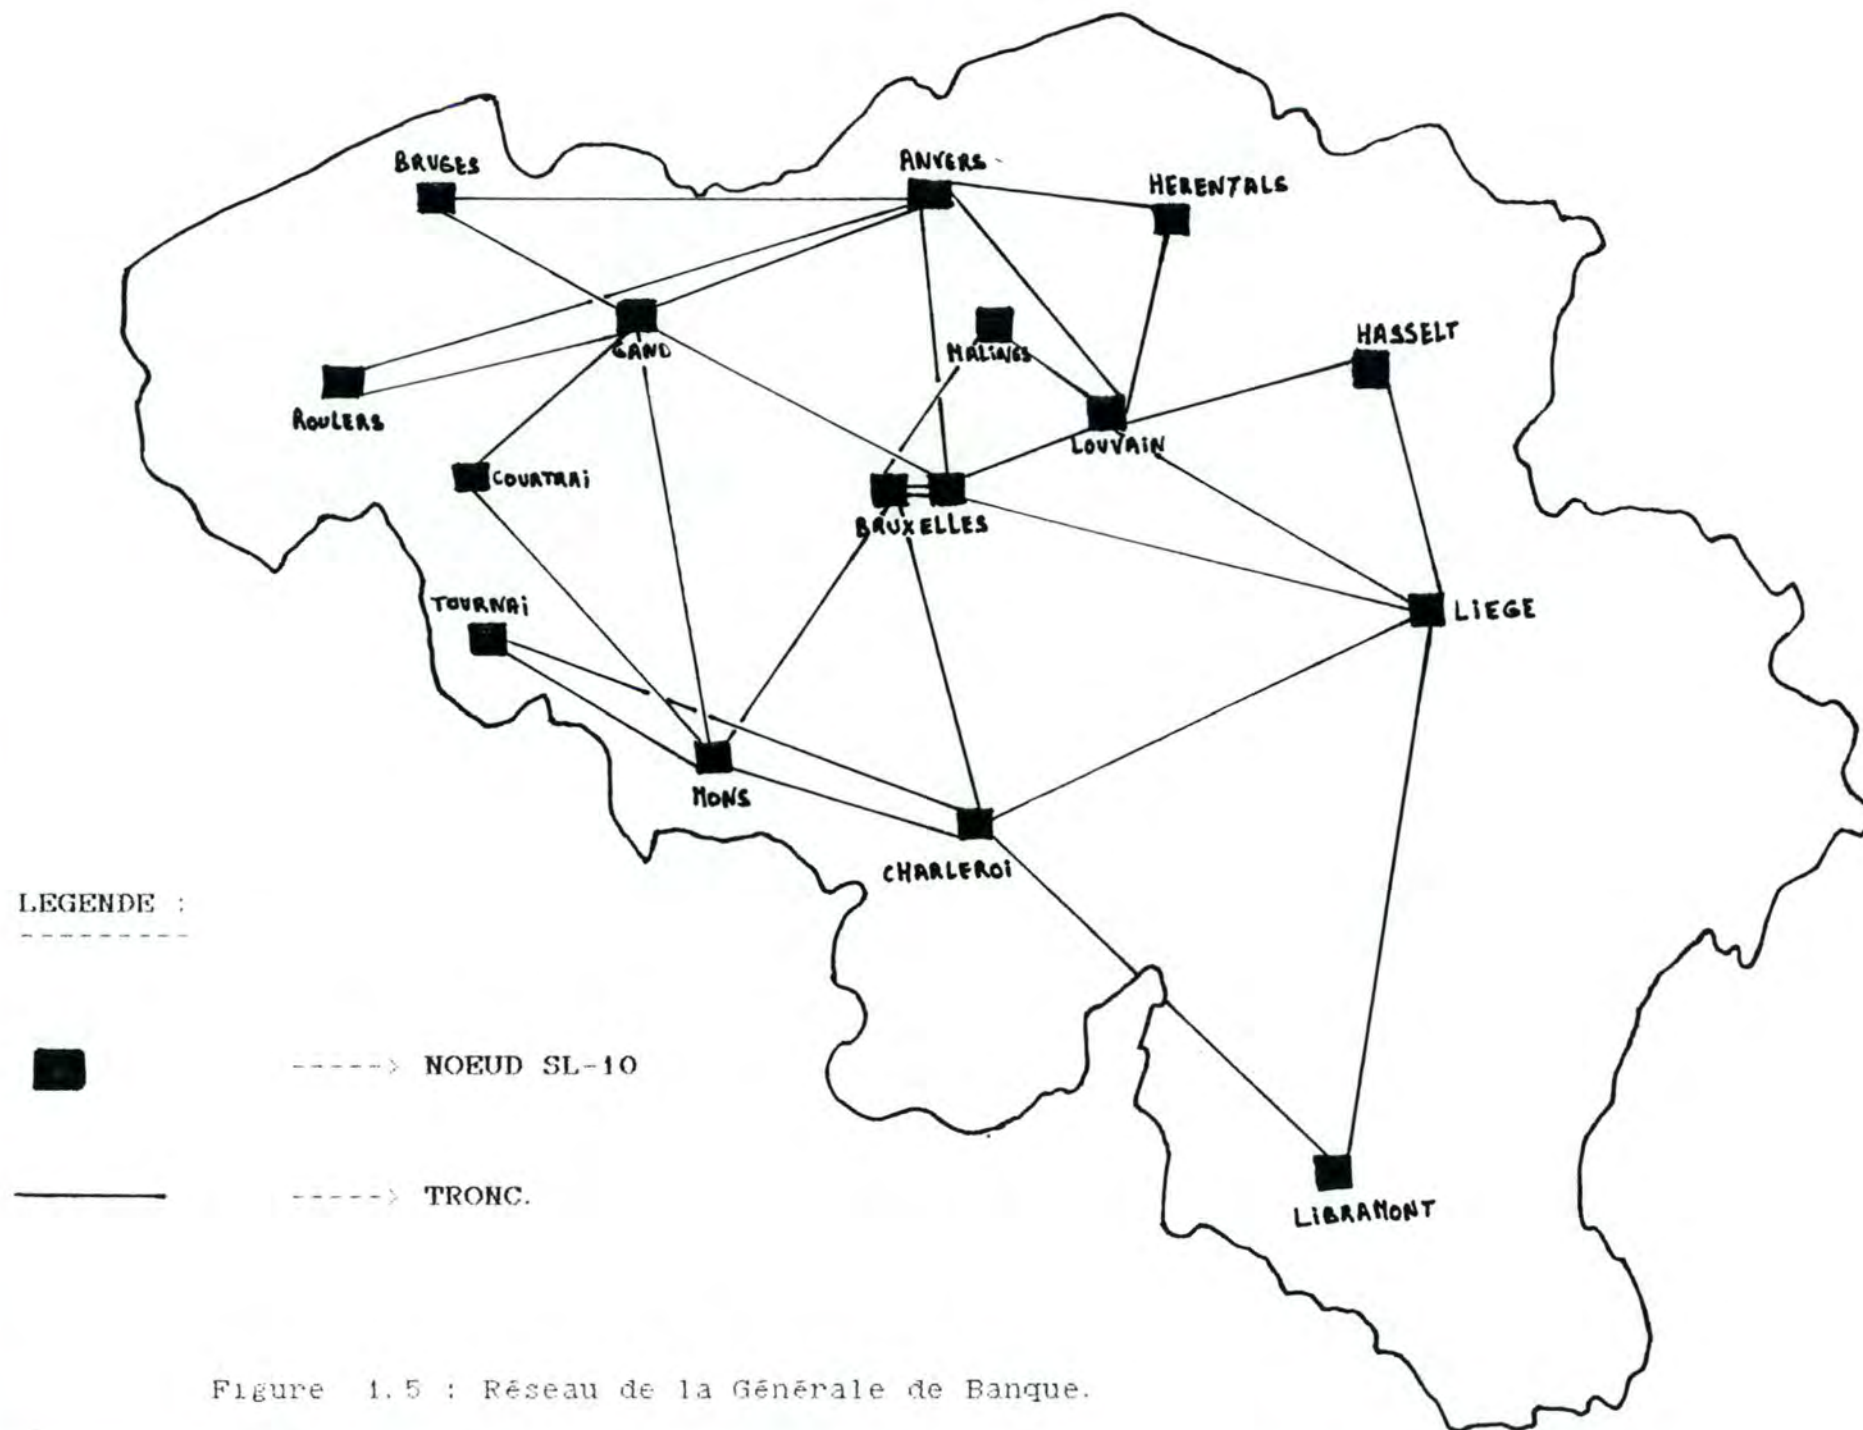 BRUGES
ANVERS
HERENTALS
GAND
MALINES
HASSELT
ROULERS
LOUVAIN
COURTRAI
BRUXELLES
TOURNAI
LIEGE
MONS
CHARLEROI
LEGENDE :
---------
-----> NOEUD SL-10
-----> TRONC.
LIBRAMONT
Figure 1.5 : Réseau de la Générale de Banque.